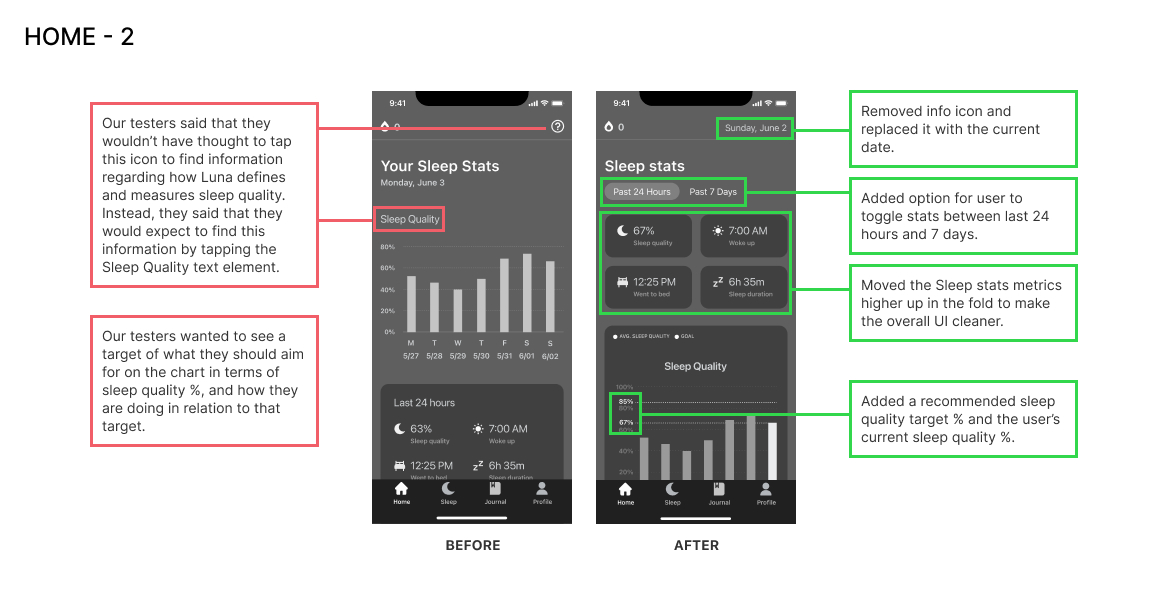 HOME - 2
Our testers said that they
wouldn't have thought to tap
this icon to find information
regarding how Luna defines
and measures sleep quality.
Instead, they said that they
would expect to find this
information by tapping the
Sleep Quality text element.
Our testers wanted to see a
target of what they should aim
for on the chart in terms of
sleep quality %, and how they
are doing in relation to that
target.
9:41
0
?
Your Sleep Stats
Monday, June 3
Sleep Quality
80%
60%
40%
20%
0%
M T W T F S S
5/27 5/28 5/29 5/30 5/31 6/01 6/02
Last 24 hours
63% 7:00 AM
Sleep quality Woke up
12:25 PM 6h 35m
Went to bed Sleep duration
Home Sleep Journal Profile
BEFORE
9:41
0 Sunday, June 2
Sleep stats
Past 24 Hours Past 7 Days
67% 7:00 AM
Sleep quality Woke up
12:25 PM 6h 35m
Went to bed Sleep duration
AVG. SLEEP QUALITY GOAL
Sleep Quality
100%
85%
80%
67%
60%
40%
20%
Home Sleep Journal Profile
AFTER
Removed info icon and
replaced it with the current
date.
Added option for user to
toggle stats between last 24
hours and 7 days.
Moved the Sleep stats metrics
higher up in the fold to make
the overall UI cleaner.
Added a recommended sleep
quality target % and the user's
current sleep quality %.